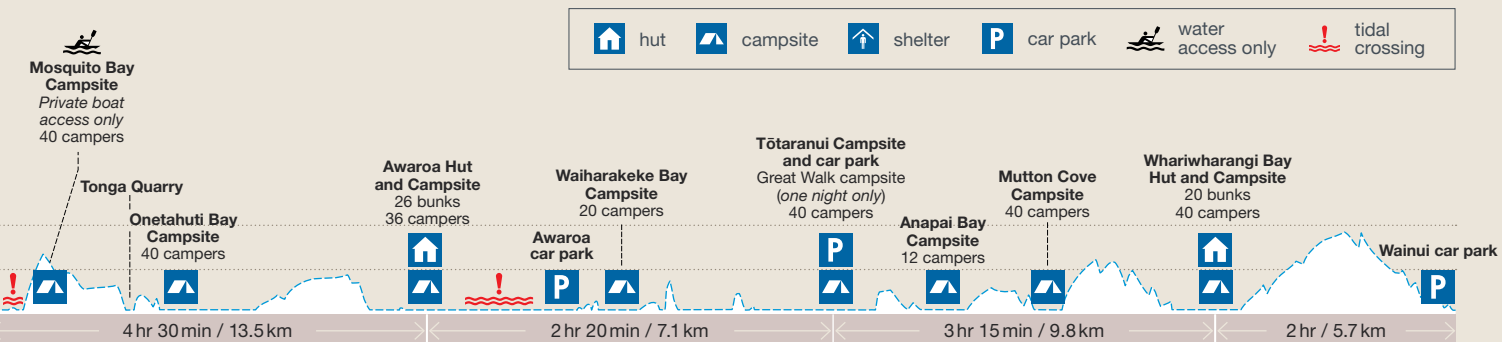 hut
campsite
shelter
P
car park
water
access only
tidal
crossing
Mosquito Bay
Campsite
Private boat
access only
40 campers
Tonga Quarry
Onetahuti Bay
Campsite
40 campers
Awaroa Hut
and Campsite
26 bunks
36 campers
Awaroa
car park
P
Waiharakeke Bay
Campsite
20 campers
Tōtaranui Campsite
and car park
Great Walk campsite
(one night only)
40 campers
P
Anapai Bay
Campsite
12 campers
Mutton Cove
Campsite
40 campers
Whariwharangi Bay
Hut and Campsite
20 bunks
40 campers
Wainui car park
P
4 hr 30 min / 13.5 km
2 hr 20 min / 7.1 km
3 hr 15 min / 9.8 km
2 hr / 5.7 km